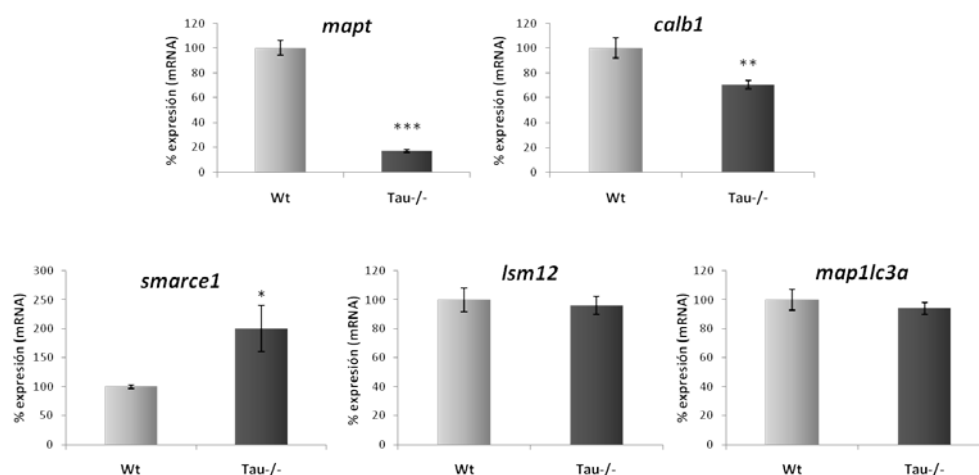 mapt
% expresión (mRNA)
120
100
80
60
40
20
0
***
Wt
Tau-/-
calb1
% expresión (mRNA)
120
100
80
60
40
20
0
**
Wt
Tau-/-
smarce1
% expresión (mRNA)
300
250
200
150
100
50
0
*
Wt
Tau-/-
lsm12
% expresión (mRNA)
120
100
80
60
40
20
0
Wt
Tau-/-
map1lc3a
% expresión (mRNA)
120
100
80
60
40
20
0
Wt
Tau-/-